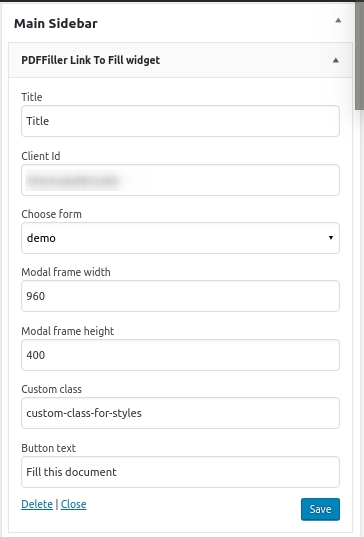 Main Sidebar
PDFFiller Link To Fill widget
Title
Title
Client Id
Choose form
demo
Modal frame width
960
Modal frame height
400
Custom class
custom-class-for-styles
Button text
Fill this document
Delete | Close
Save